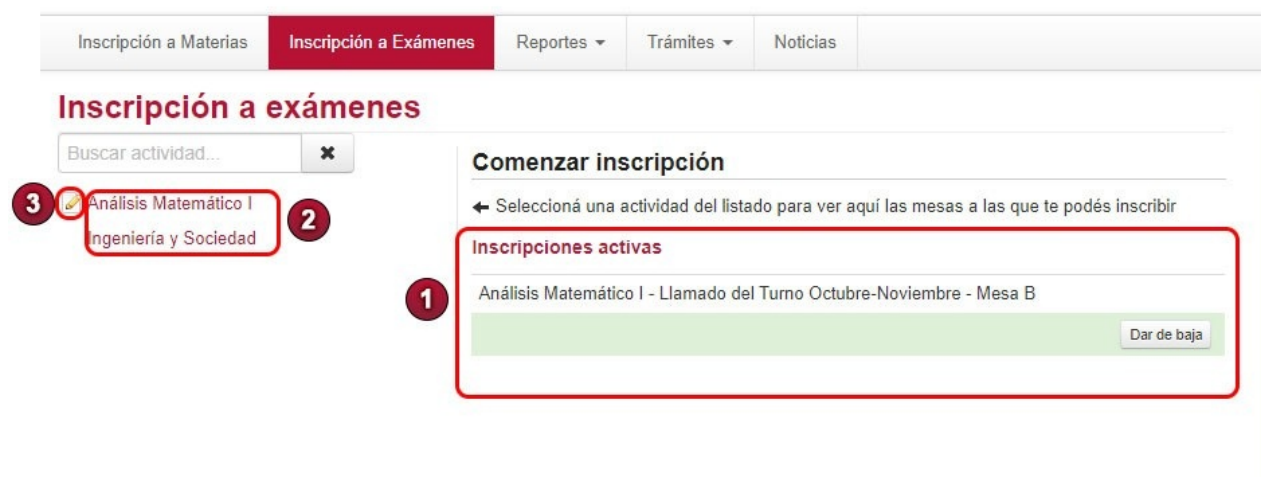 Inscripción a Materias Inscripción a Exámenes Reportes Trámites Noticias
Inscripción a exámenes
Buscar actividad...
3 Análisis Matemático I
Ingeniería y Sociedad
2
Comenzar inscripción
Seleccioná una actividad del listado para ver aquí las mesas a las que te podés inscribir
Inscripciones activas
1
Análisis Matemático I - Llamado del Turno Octubre-Noviembre - Mesa B
Dar de baja